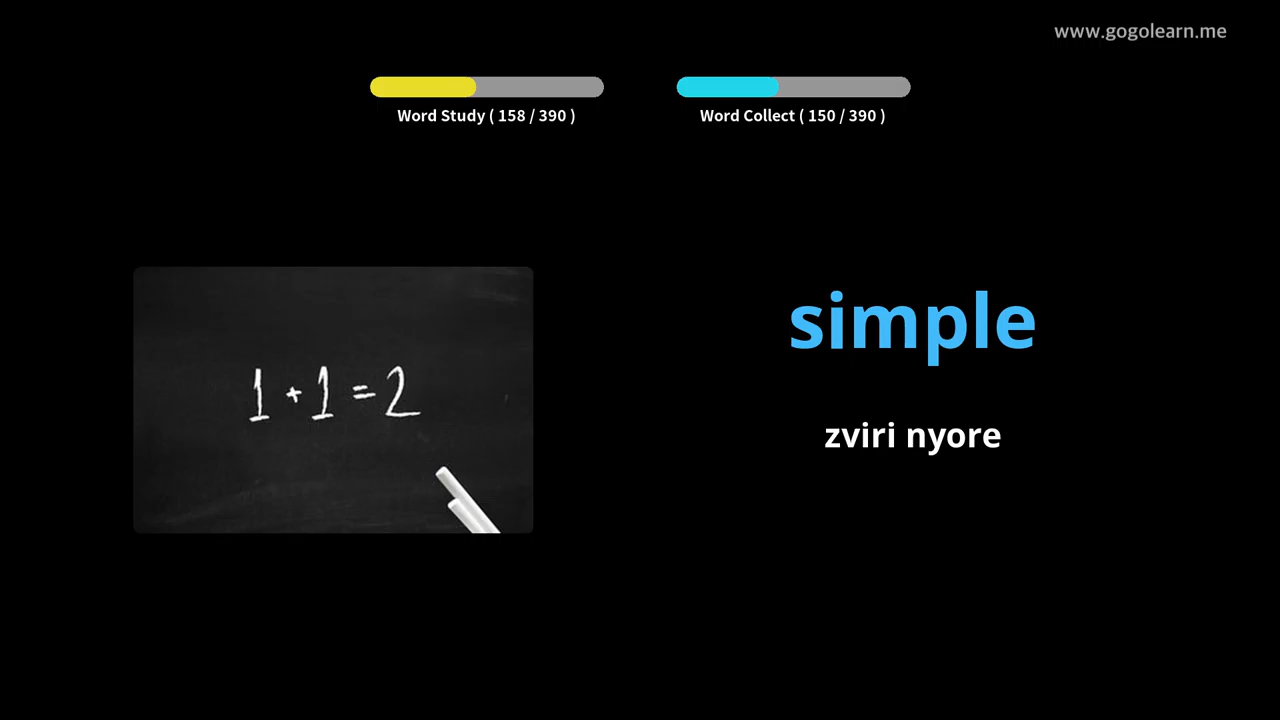 www.gogolearn.me
Word Study ( 158 / 390 )
Word Collect ( 150 / 390 )
1 + 1 = 2
simple
zviri nyore